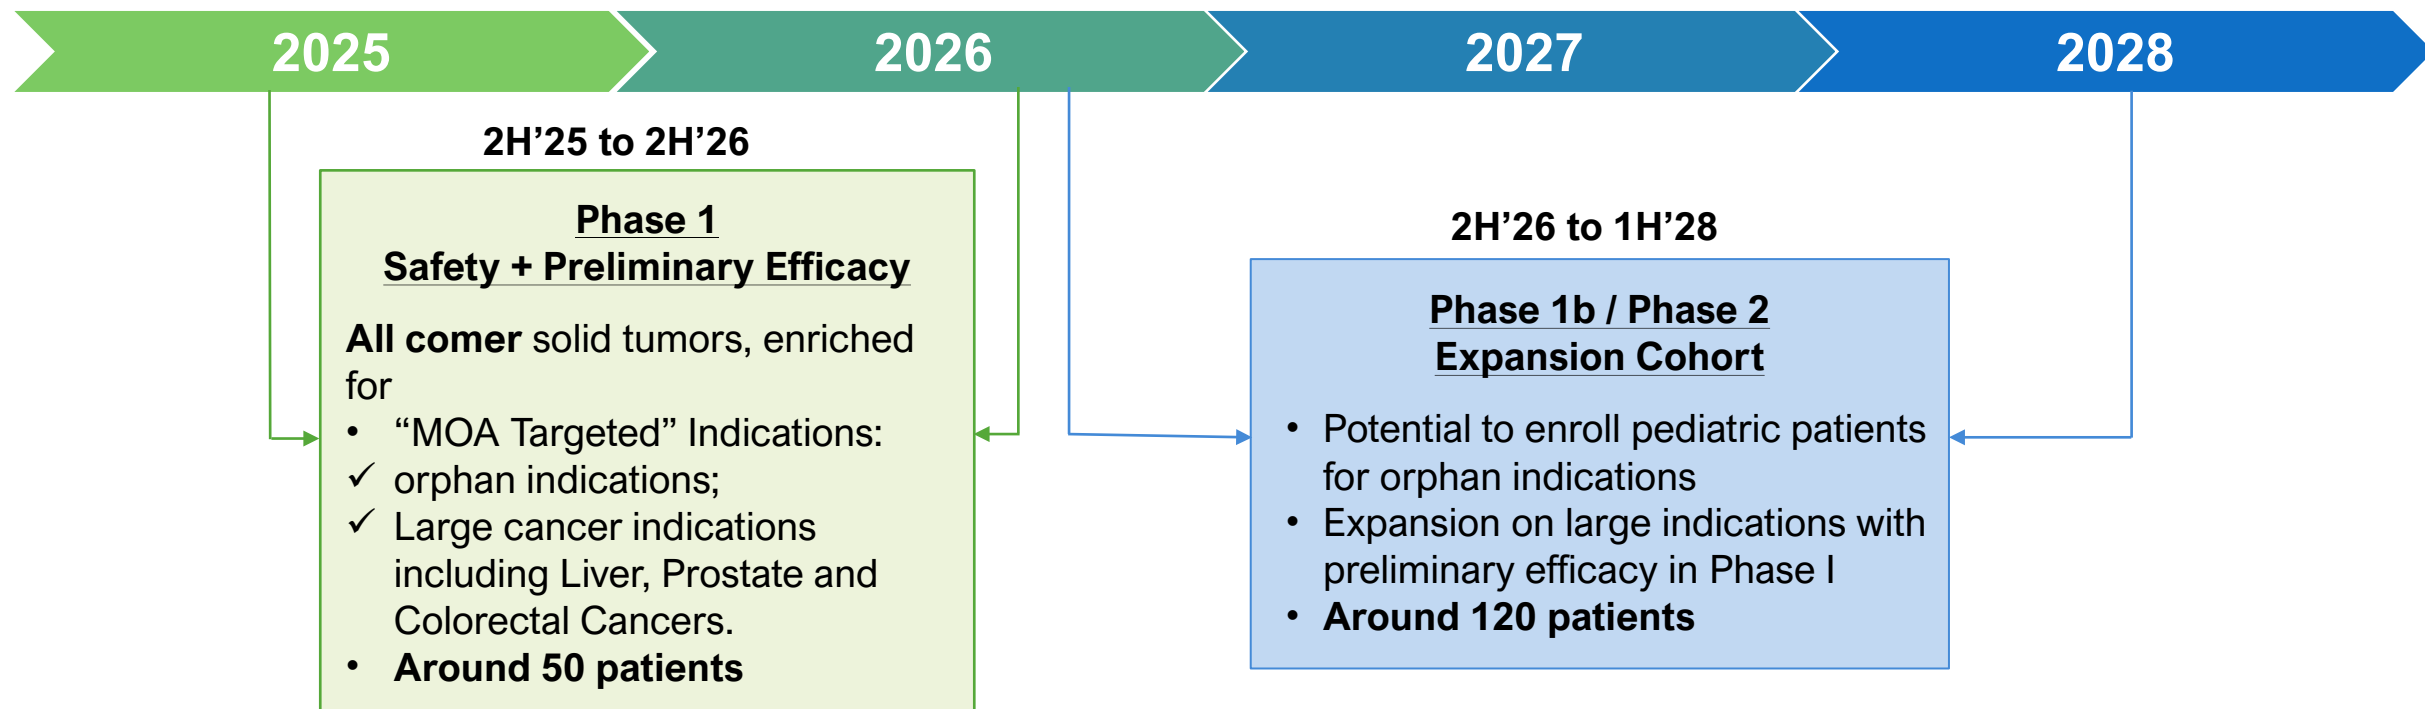 2025
2026
2027
2028
2H’25 to 2H’26
Phase 1
Safety + Preliminary Efficacy
All comer solid tumors, enriched
for
• “MOA Targeted” Indications:
✓ orphan indications;
✓ Large cancer indications
including Liver, Prostate and
Colorectal Cancers.
• Around 50 patients
2H’26 to 1H’28
Phase 1b / Phase 2
Expansion Cohort
• Potential to enroll pediatric patients
for orphan indications
• Expansion on large indications with
preliminary efficacy in Phase I
• Around 120 patients